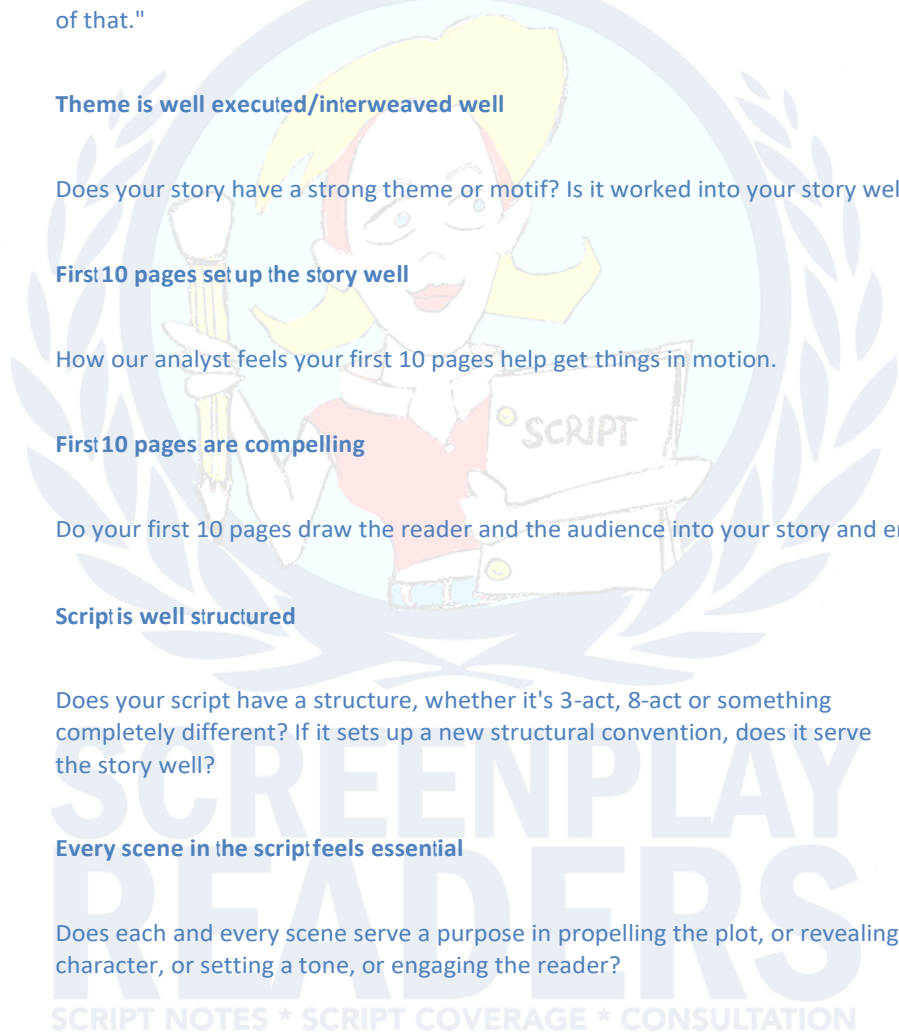 of that."
Theme is well executed/interweaved well
Does your story have a strong theme or motif? Is it worked into your story wel
First 10 pages set up the story well
How our analyst feels your first 10 pages help get things in motion.
First 10 pages are compelling
SCRIPT
Do your first 10 pages draw the reader and the audience into your story and
Script is well structured
Does your script have a structure, whether it's 3-act, 8-act or something
completely different? If it sets up a new structural convention, does it serve
the story well?
SCREENPLAY
Every scene in the script feels essential
READERS
Does each and every scene serve a purpose in propelling the plot, or revealing
character, or setting a tone, or engaging the reader?
SCRIPT NOTES * SCRIPT COVERAGE * CONSULTATION